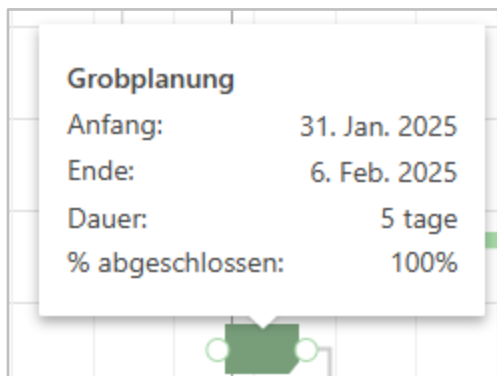 Grobplanung
Anfang: 31. Jan. 2025
Ende: 6. Feb. 2025
Dauer: 5 tage
% abgeschlossen: 100%